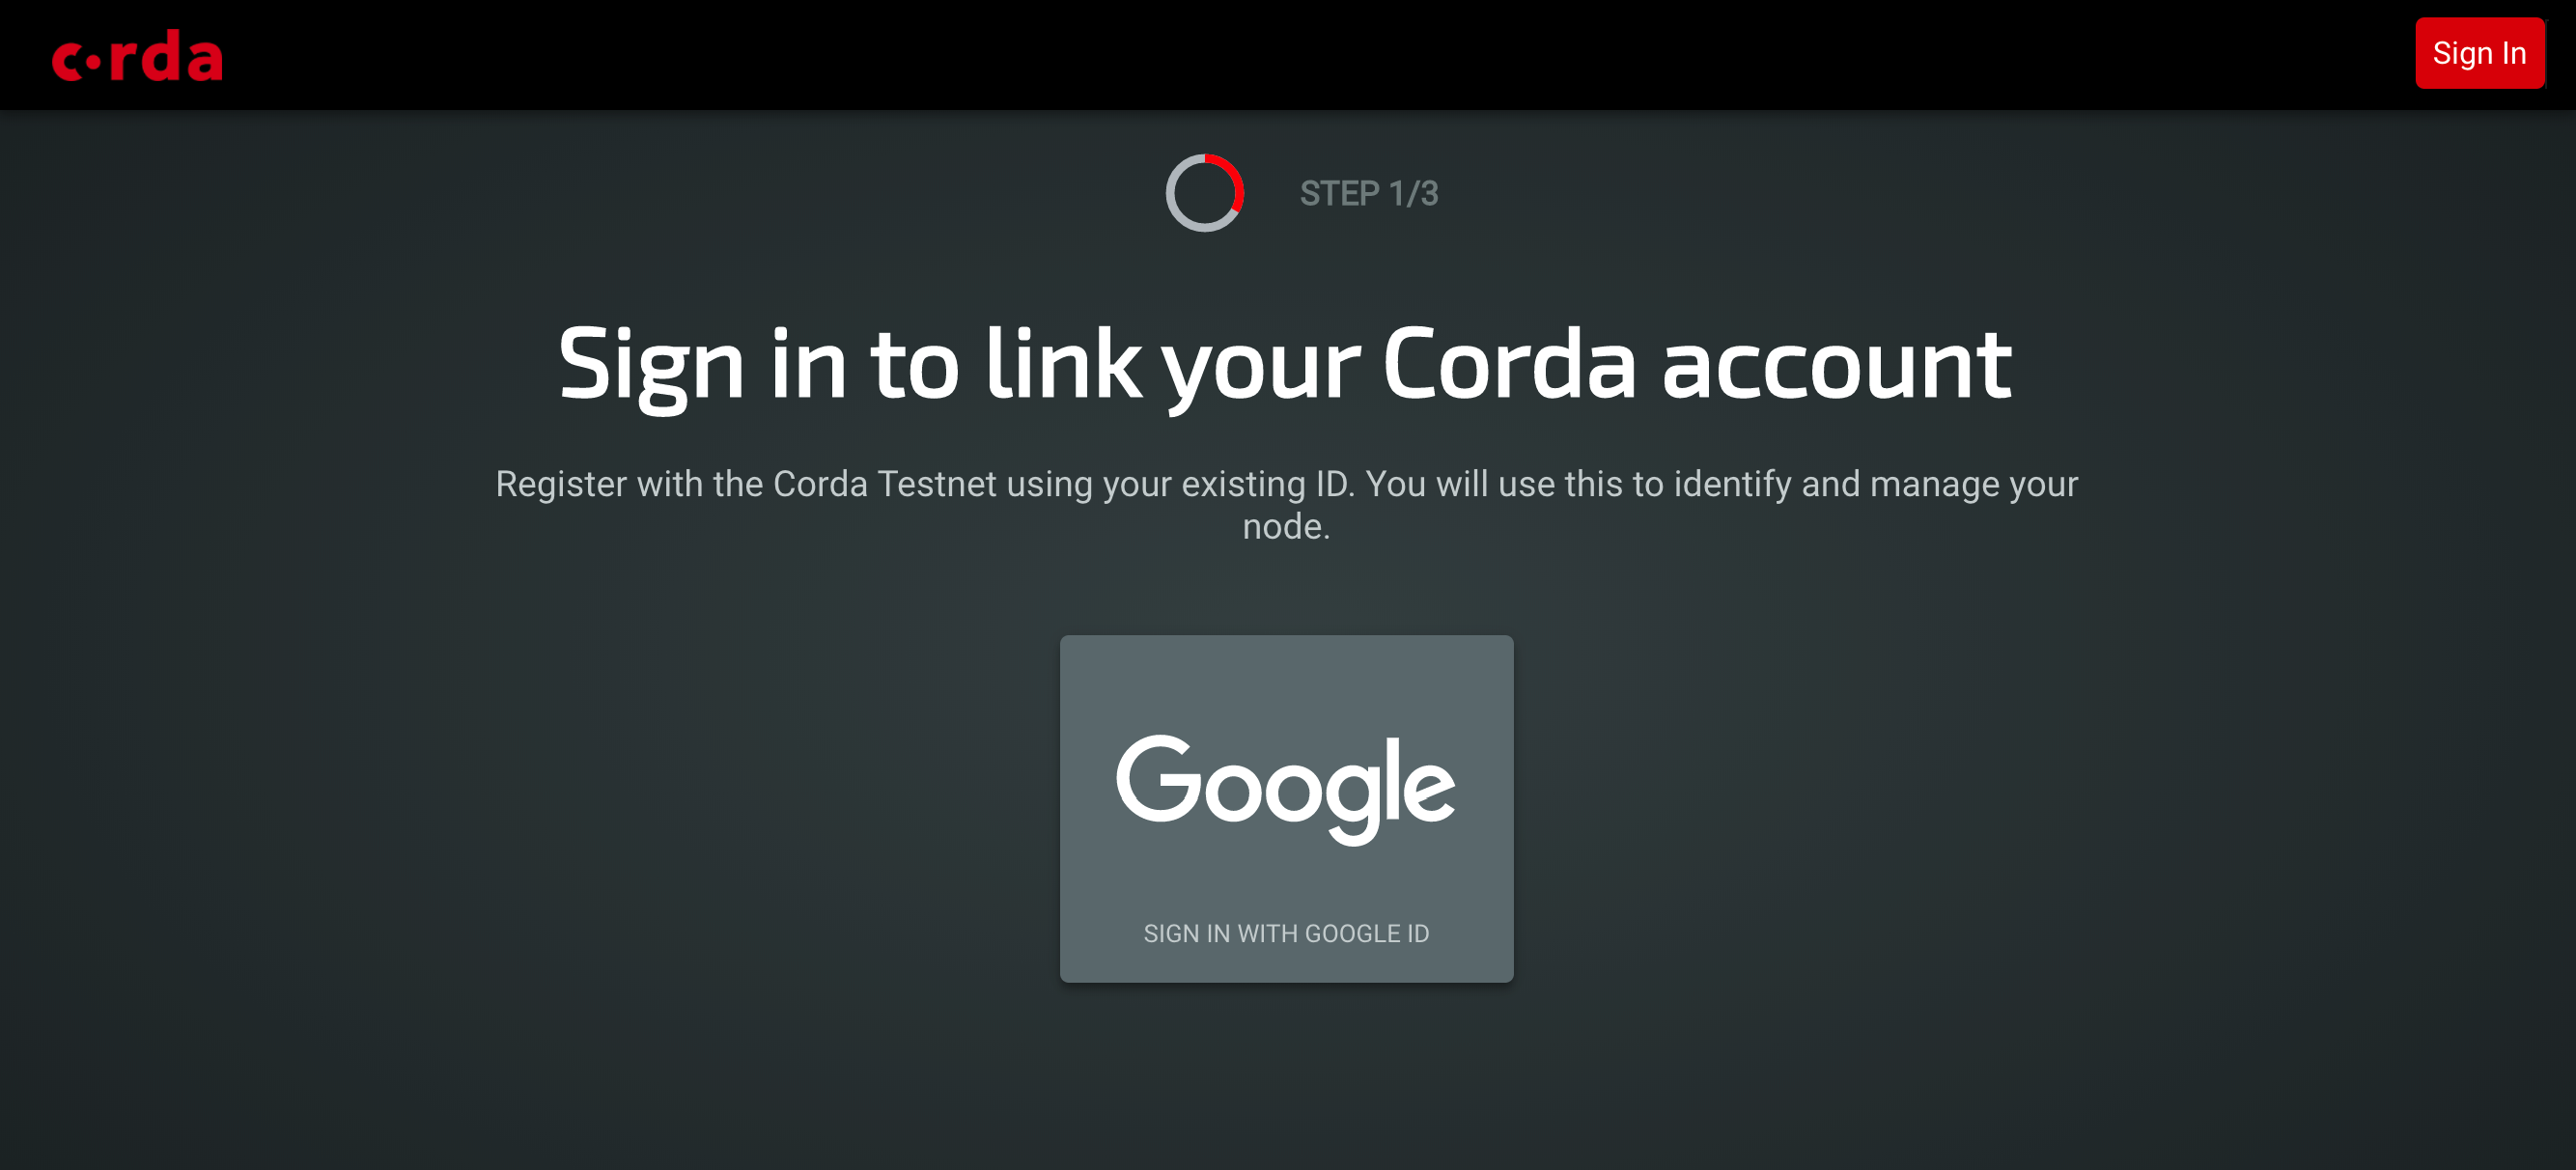 corda
Sign In
STEP 1/3
Sign in to link your Corda account
Register with the Corda Testnet using your existing ID. You will use this to identify and manage your
node.
Google
SIGN IN WITH GOOGLE ID